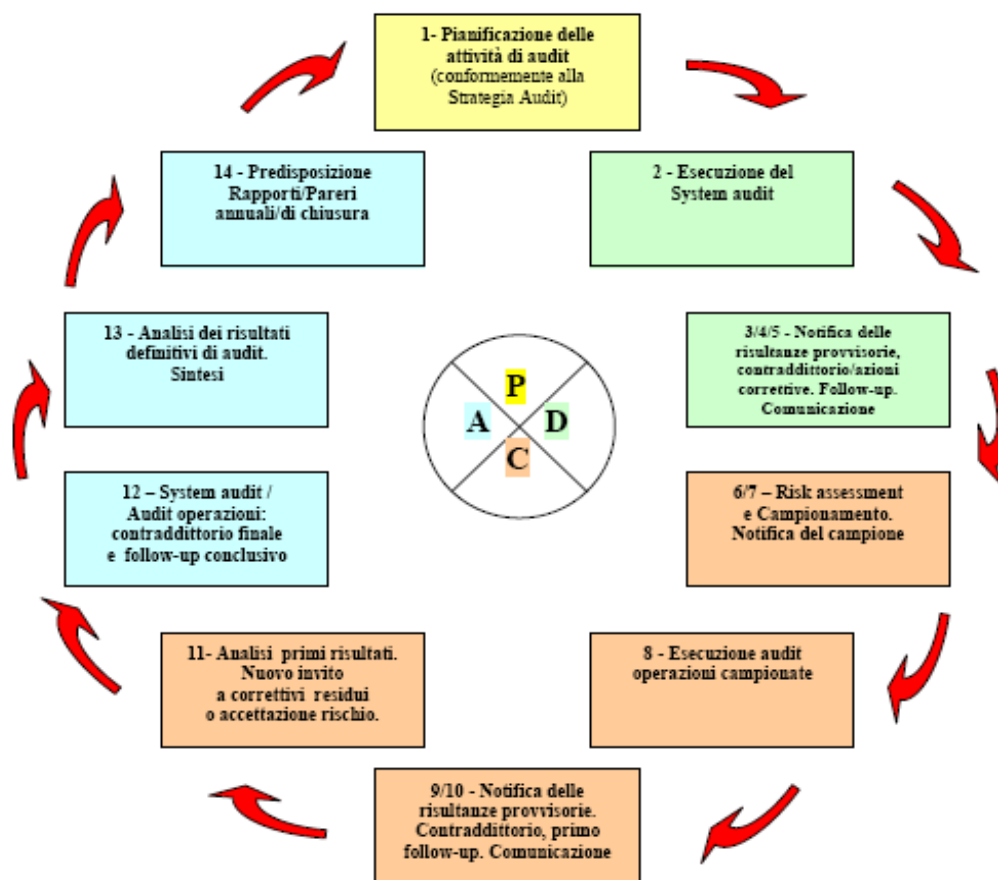 1- Pianificazione delle
attività di audit
(conformemente alla
Strategia Audit)
2 - Esecuzione del
System audit
3/4/5 - Notifica delle
risultanze provvisorie,
contraddittorio/azioni
correttive. Follow-up.
Comunicazione
6/7 – Risk assessment
e Campionamento.
Notifica del campione
8 - Esecuzione audit
operazioni campionate
9/10 - Notifica delle
risultanze provvisorie.
Contraddittorio, primo
follow-up. Comunicazione
11- Analisi primi risultati.
Nuovo invito
a correttivi residui
o accettazione rischio.
12 – System audit /
Audit operazioni:
contraddittorio finale
e follow-up conclusivo
13 - Analisi dei risultati
definitivi di audit.
Sintesi
14 - Predisposizione
Rapporti/Pareri
annuali/di chiusura
P
A D
C